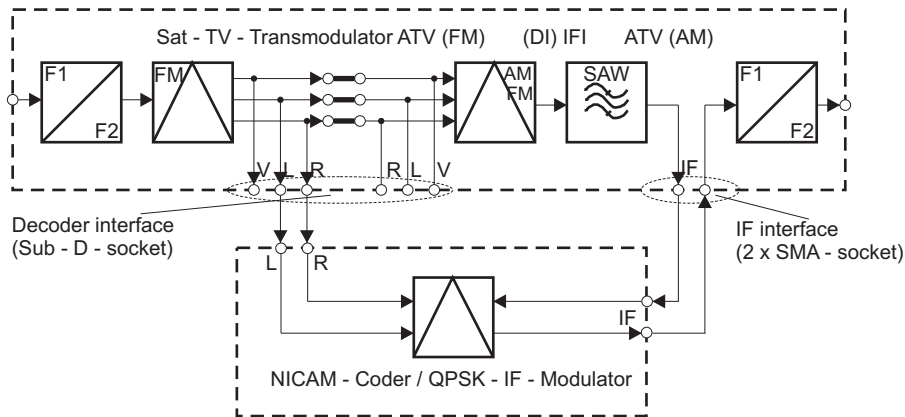 Sat - TV - Transmodulator ATV (FM) (DI) IFI ATV (AM)
F1
F2
FM
AM
FM
SAW
F1
F2
V L R R L V IF
Decoder interface
(Sub - D - socket)
IF interface
(2 x SMA - socket)
L R
IF
NICAM - Coder / QPSK - IF - Modulator